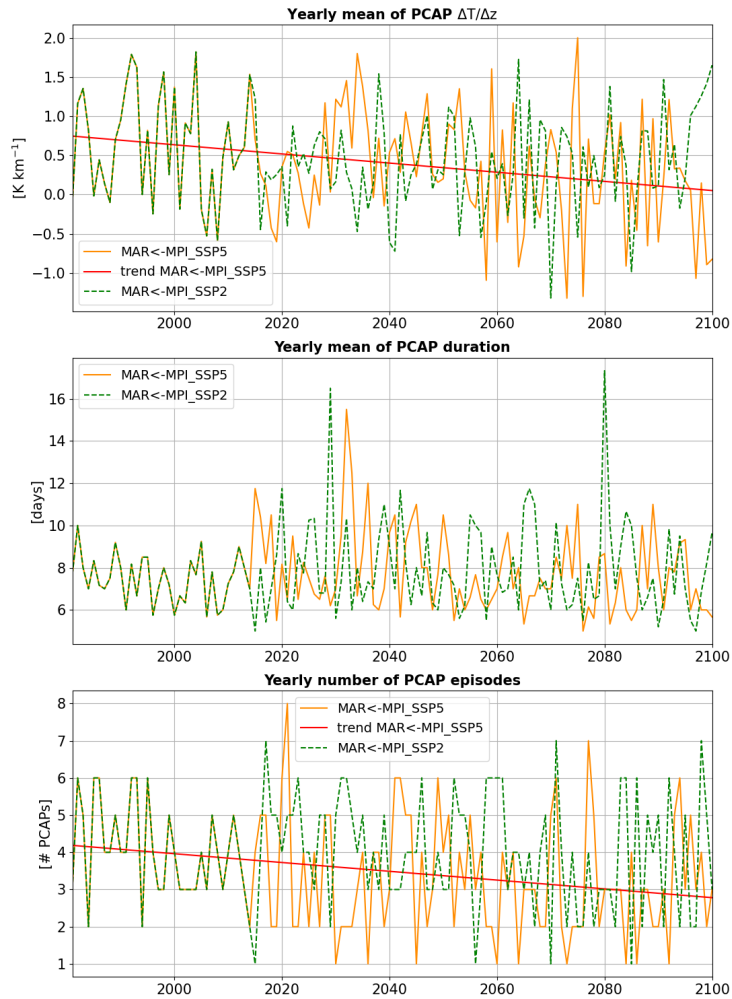 Yearly mean of PCAP ΔT/Δz
[K km⁻¹]
2.0
1.5
1.0
0.5
0.0
−0.5
−1.0
MAR<-MPI_SSP5
trend MAR<-MPI_SSP5
MAR<-MPI_SSP2
2000 2020 2040 2060 2080 2100
Yearly mean of PCAP duration
[days]
16
14
12
10
8
6
MAR<-MPI_SSP5
MAR<-MPI_SSP2
2000 2020 2040 2060 2080 2100
Yearly number of PCAP episodes
[# PCAPs]
8
7
6
5
4
3
2
1
MAR<-MPI_SSP5
trend MAR<-MPI_SSP5
MAR<-MPI_SSP2
2000 2020 2040 2060 2080 2100